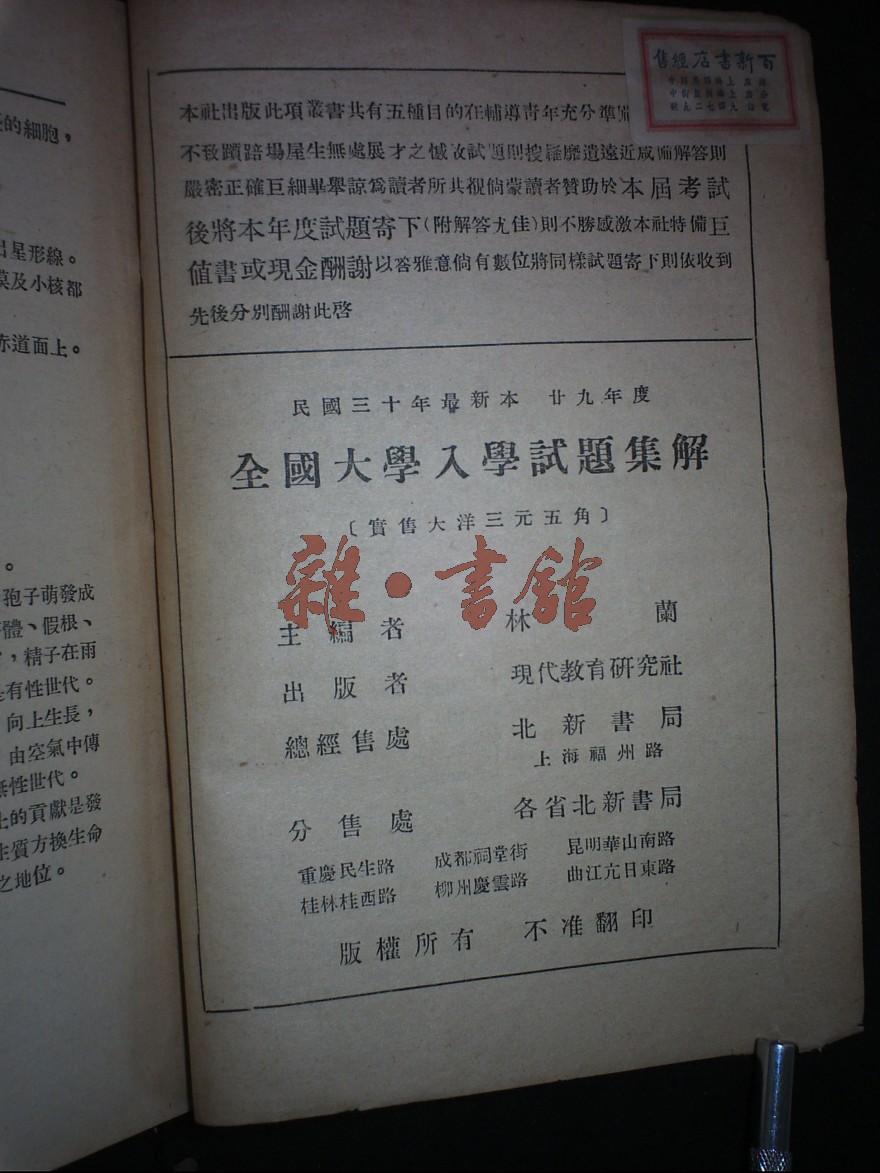 的細胞，
出星形線。
莫及小核都
赤道面上。
。
孢子萌發成
體、假根、
，精子在雨
是有性世代。
向上生長，
由空氣中傳
無性世代。
上的貢獻是發
生質方換生命
之地位。
百新書店經售
本社出版此項叢書共有五種目的在輔導靑年充分準
不致躓踣場屋生無處展才之憾故試題則搜羅靡遺遠近咸備解答則
嚴密正確巨細畢舉諒爲讀者所共視倘蒙讀者贊助於本屆考試
後將本年度試題寄下（附解答尤佳）則不勝感激本社特備巨
值書或現金酬謝以答雅意倘有數位將同樣試題寄下則依收到
先後分別酬謝此啓
民國三十年最新本 廿九年度
全國大學入學試題集解
〔實售大洋三元五角〕
雜·書館
主編者 林蘭
出版者 現代教育研究社
總經售處 北新書局
上海福州路
分售處 各省北新書局
重慶民生路 成都祠堂街 昆明華山南路
桂林桂西路 柳州慶雲路 曲江亢日東路
版權所有 不准翻印